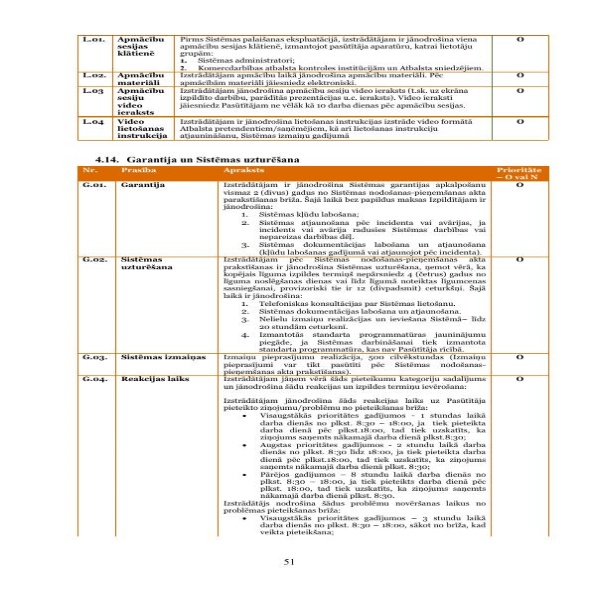 L.01. Apmācību sesijas klātienē Pirms Sistēmas palaišanas ekspluatācijā, izstrādātājam ir jānodrošina viena O
apmācību sesijas klātienē, izmantojot pasūtītāja aparatūru, katrai lietotāju
grupām:
1. Sistēmas administratori;
2. Komercdarbības atbalsta kontroles institūcijām un Atbalsta sniedzējiem.
L.02. Apmācību materiāli Izstrādātājam apmācību laikā jānodrošina apmācību materiāli. Pēc O
apmācībām materiāli jāiesniedz elektroniski.
L.03 Apmācību sesiju video ieraksts Izstrādātājam jānodrošina apmācību sesiju video ieraksts (t.sk. uz ekrāna O
izpildīto darbību, parādītās prezentācijas u.c. ieraksts). Video ieraksti
jāiesniedz Pasūtītājam ne vēlāk kā 10 darba dienas pēc apmācību sesijas.
L.04 Video lietošanas instrukcija Izstrādātājam ir jānodrošina lietošanas instrukcijas izstrāde video formātā O
Atbalsta pretendentiem/saņēmējiem, kā arī lietošanas instrukciju
atjaunināšanu, Sistēmas izmaiņu gadījumā
4.14. Garantija un Sistēmas uzturēšana
Nr. Prasība Apraksts Prioritāte – O vai N
G.01. Garantija Izstrādātājam ir jānodrošina Sistēmas garantijas apkalpošanu O
vismaz 2 (divus) gadus no Sistēmas nodošanas-pieņemšanas akta
parakstīšanas brīža. Šajā laikā bez papildus maksas Izpildītājam ir
jānodrošina:
1. Sistēmas kļūdu labošana;
2. Sistēmas atjaunošana pēc incidenta vai avārijas, ja
incidents vai avārija radusies Sistēmas darbības vai
nepareizas darbības dēļ.
3. Sistēmas dokumentācijas labošana un atjaunošana
(kļūdu labošanas gadījumā vai atjaunojot pēc incidenta).
G.02. Sistēmas uzturēšana Izstrādātājam pēc Sistēmas nodošanas-pieņemšanas akta O
prakstīšanas ir jānodrošina Sistēmas uzturēšana, ņemot vērā, ka
kopējais līguma izpildes termiņš nepārsniedz 4 (četrus) gadus no
līguma noslēgšanas dienas vai līdz līgumā noteiktas līgumcenas
sasniegšanai, provizoriski tie ir 12 (divpadsmit) ceturkšņi. Šajā
laikā ir jānodrošina:
1. Telefoniskas konsultācijas par Sistēmas lietošanu.
2. Sistēmas dokumentācijas labošana un atjaunošana.
3. Nelielu izmaiņu realizācijas un ieviešana Sistēmā– līdz
20 stundām ceturksnī.
4. Izmantotās standarta programmatūras jauninājumu
piegāde, ja Sistēmas darbināšanai tiek izmantota
standarta programmatūra, kas nav Pasūtītāja rīcībā.
G.03. Sistēmas izmaiņas Izmaiņu pieprasījumu realizācija, 500 cilvēkstundas (Izmaiņu O
pieprasījumi var tikt pasūtīti pēc Sistēmas nodošanas-
pieņemšanas akta prakstīšanas).
G.04. Reakcijas laiks Izstrādātājam jāņem vērā šāds pieteikumu kategoriju sadalījums O
un jānodrošina šādu reakcijas un izpildes termiņu ievērošana:
Izstrādātājam jānodrošina šāds reakcijas laiks uz Pasūtītāja
pieteikto ziņojumu/problēmu no pieteikšanas brīža:
• Visaugstākās prioritātes gadījumos - 1 stundas laikā
darba dienās no plkst. 8:30 – 18:00, ja tiek pieteikts
darba dienā pēc plkst.18:00, tad tiek uzskatīts, ka
ziņojums saņemts nākamajā darba dienā plkst.8:30;
• Augstas prioritātes gadījumos - 2 stundu laikā darba
dienās no plkst. 8:30 līdz 18:00, ja tiek pieteikts darba
dienā pēc plkst.18:00, tad tiek uzskatīts, ka ziņojums
saņemts nākamajā darba dienā plkst. 8:30;
• Pārējos gadījumos – 8 stundu laikā darba dienās no
plkst. 8:30 – 18:00, ja tiek pieteikts darba dienā pēc
plkst. 18:00, tad tiek uzskatīts, ka ziņojums saņemts
nākamajā darba dienā plkst. 8:30.
Izstrādātājs nodrošina šādus problēmu novēršanas laikus no
problēmas pieteikšanas brīža:
• Visaugstākās prioritātes gadījumos – 3 stundu laikā
darba dienās no plkst. 8:30 – 18:00, sākot no brīža, kad
veikta pieteikšana;
51